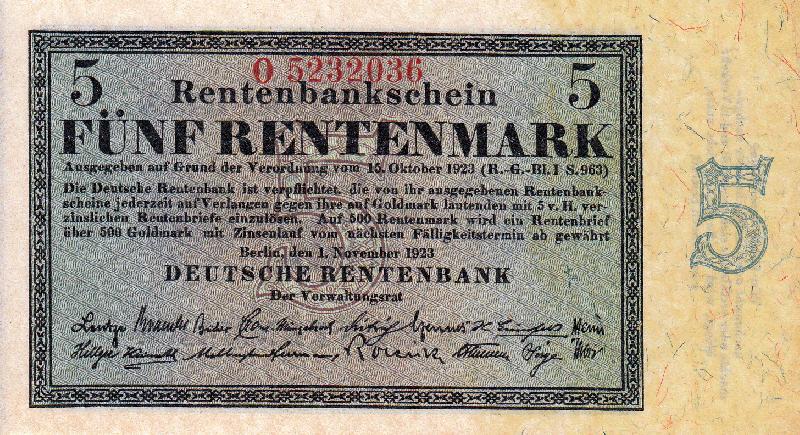 5 O 5232036 5
Rentenbankschein
FÜNF RENTENMARK
Ausgegeben auf Grund der Verordnung vom 15. Oktober 1923 (R.-G.-Bl. I S. 963)
Die Deutsche Rentenbank ist verpflichtet, die von ihr ausgegebenen Rentenbank-
scheine jederzeit auf Verlangen gegen ihre auf Goldmark lautenden mit 5 v. H. ver-
zinslichen Rentenbriefe einzulösen. Auf 500 Rentenmark wird ein Rentenbrief
über 500 Goldmark mit Zinsenlauf vom nächsten Fälligkeitstermin ab gewährt
Berlin, den 1. November 1923
DEUTSCHE RENTENBANK
Der Verwaltungsrat
5